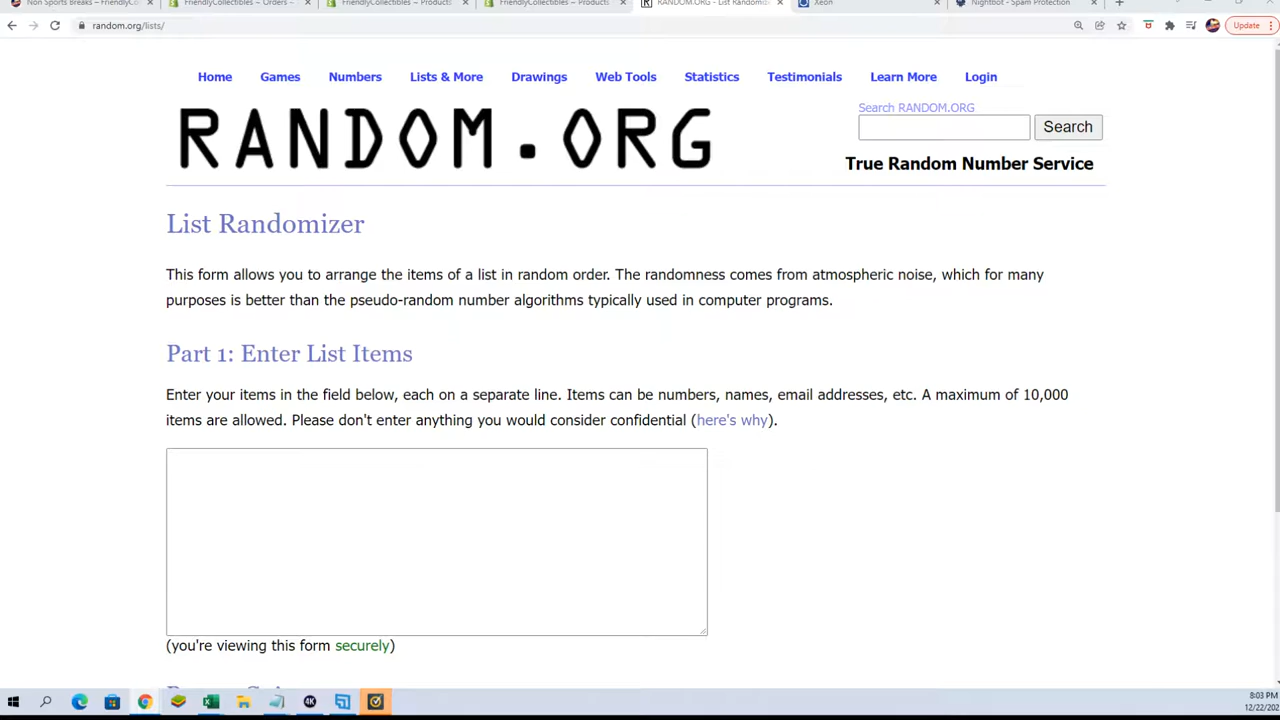 Non Sports Breaks – FriendlyCo
FriendlyCollectibles ~ Orders ~
FriendlyCollectibles ~ Products
FriendlyCollectibles ~ Products
RANDOM.ORG - List Randomize
Xeon
Nightbot - Spam Protection
random.org/lists/
Update
Home Games Numbers Lists & More Drawings Web Tools Statistics Testimonials Learn More Login
RANDOM.ORG
Search RANDOM.ORG
Search
True Random Number Service
List Randomizer
This form allows you to arrange the items of a list in random order. The randomness comes from atmospheric noise, which for many
purposes is better than the pseudo-random number algorithms typically used in computer programs.
Part 1: Enter List Items
Enter your items in the field below, each on a separate line. Items can be numbers, names, email addresses, etc. A maximum of 10,000
items are allowed. Please don't enter anything you would consider confidential (here's why).
(you're viewing this form securely)
4K
8:03 PM
12/22/202